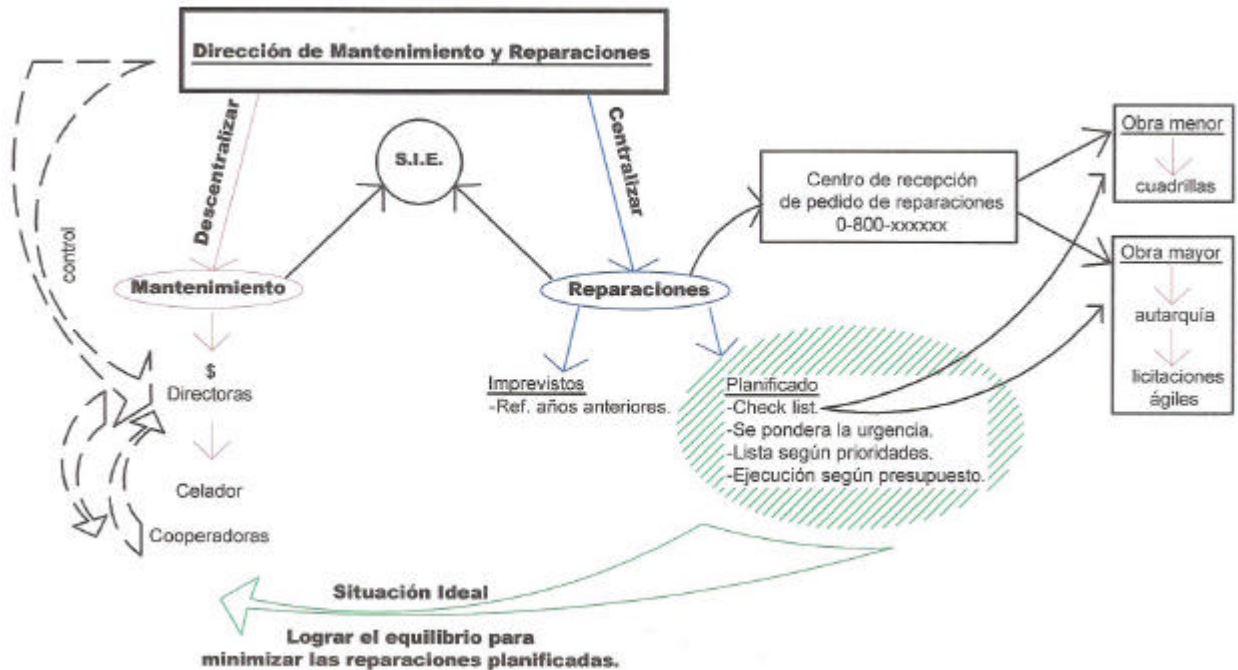 Dirección de Mantenimiento y Reparaciones
Descentralizar
Centralizar
S.I.E.
control
Mantenimiento
Reparaciones
Centro de recepción
de pedido de reparaciones
0-800-xxxxxx
Obra menor
cuadrillas
Obra mayor
autarquía
licitaciones
ágiles
$
Directoras
Celador
Cooperadoras
Imprevistos
-Ref. años anteriores.
Planificado
-Check list.
-Se pondera la urgencia.
-Lista según prioridades.
-Ejecución según presupuesto.
Situación Ideal
Lograr el equilibrio para
minimizar las reparaciones planificadas.